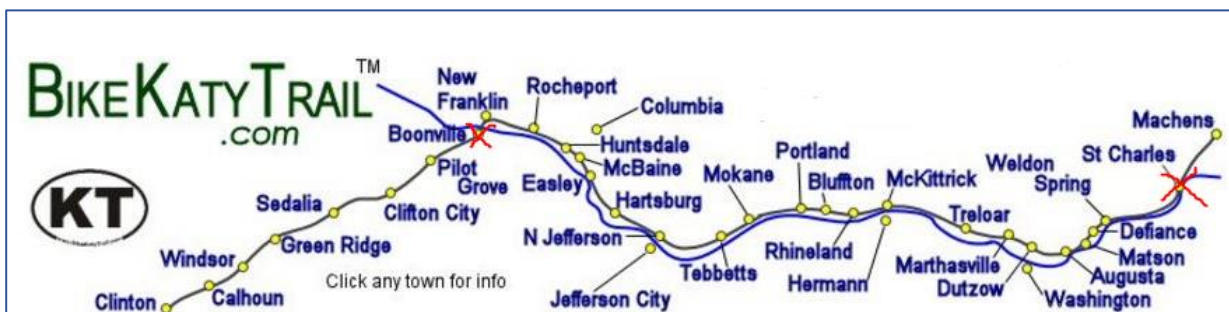 BIKEKATYTRAIL™
.com
KT
New
Franklin
Rocheport
Columbia
Boonville
Huntsdale
McBaine
Pilot
Grove
Easley
Hartsburg
Sedalia
Clifton City
Green Ridge
N Jefferson
Windsor
Calhoun
Clinton
Click any town for info
Jefferson City
Tebbetts
Mokane
Portland
Bluffton
McKittrick
Rhineland
Hermann
Treloar
Marthasville
Dutzow
Washington
Augusta
Matson
Defiance
Weldon
Spring
St Charles
Machens